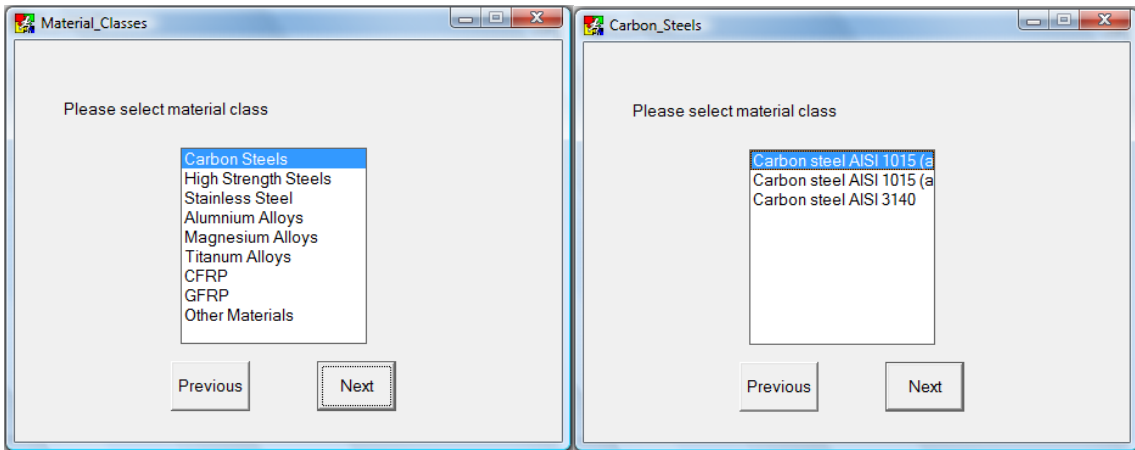 Material_Classes
Please select material class
Carbon Steels
High Strength Steels
Stainless Steel
Alumnium Alloys
Magnesium Alloys
Titanum Alloys
CFRP
GFRP
Other Materials
Previous
Next
Carbon_Steels
Please select material class
Carbon steel AISI 1015 (a
Carbon steel AISI 1015 (a
Carbon steel AISI 3140
Previous
Next